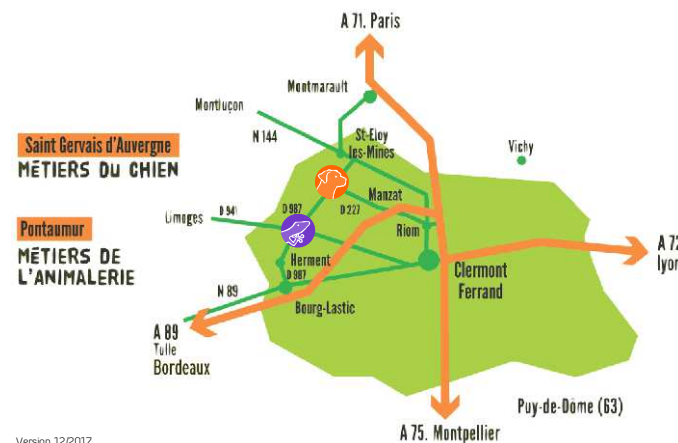 A 71. Paris
Montmarault
Montluçon
N 144
St-Eloy
les-Mines
Vichy
Saint Gervais d'Auvergne
MÉTIERS DU CHIEN
Manzat
D 941
D 987
D 227
Limoges
Riom
Pontaumur
MÉTIERS DE
L'ANIMALERIE
Herment
D 987
Clermont
Ferrand
A 72
lyon
N 89
Bourg-Lastic
A 89
Tulle
Bordeaux
Puy-de-Dôme (63)
A 75. Montpellier
Version 12/2017